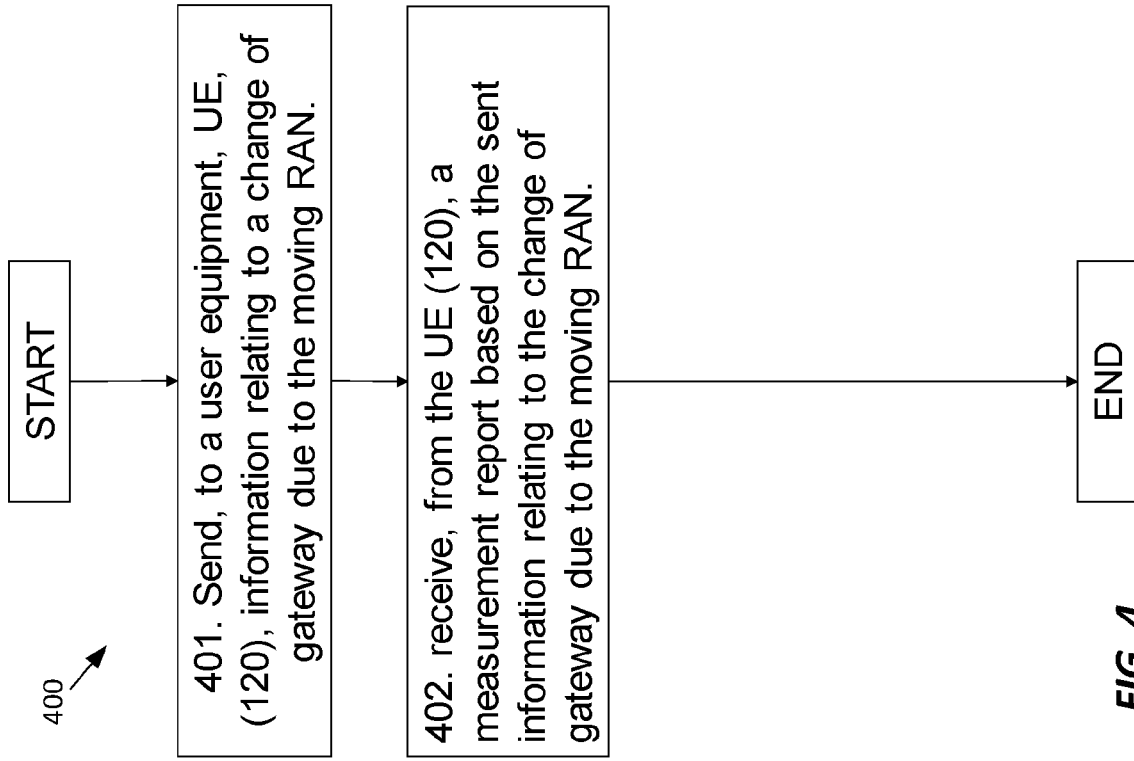 400
START
401. Send, to a user equipment, UE,
(120), information relating to a change of
gateway due to the moving RAN.
402. receive, from the UE (120), a
measurement report based on the sent
information relating to the change of
gateway due to the moving RAN.
END
FIG. 4